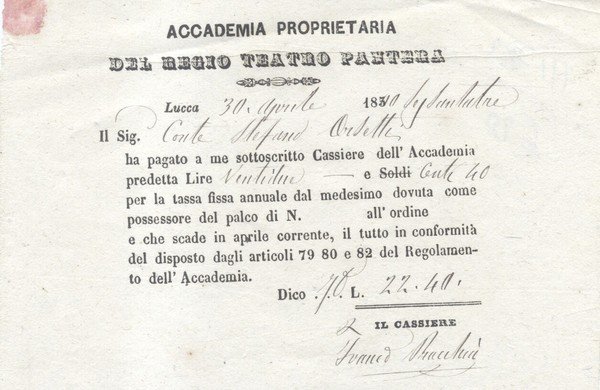 ACCADEMIA PROPRIETARIA
DEL REGIO TEATRO PANTERA
Lucca 30. Aprile 18
Il Sig. Conte Stefano Orsetti
ha pagato a me sottoscritto Cassiere dell' Accademia
predetta Lire Ventidue — e Soldi Cent 40
per la tassa fissa annuale dal medesimo dovuta come
possessore del palco di N. all' ordine
e che scade in aprile corrente, il tutto in conformità
del disposto dagli articoli 79 80 e 82 del Regolamen-
to dell' Accademia.
Dico L. 22. 40.
IL CASSIERE